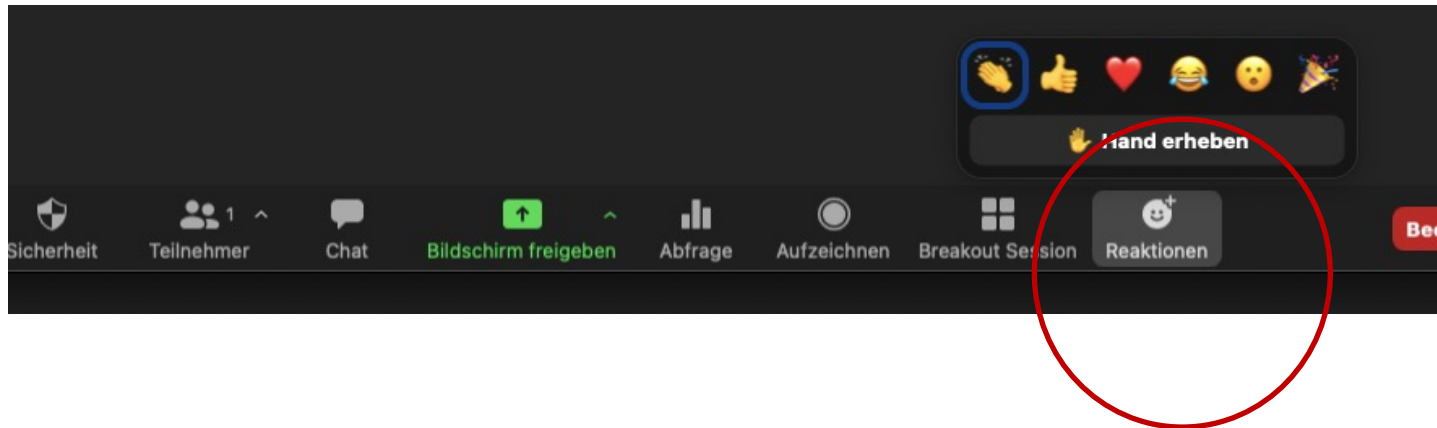 Hand erheben
1
Sicherheit Teilnehmer Chat Bildschirm freigeben Abfrage Aufzeichnen Breakout Session Reaktionen